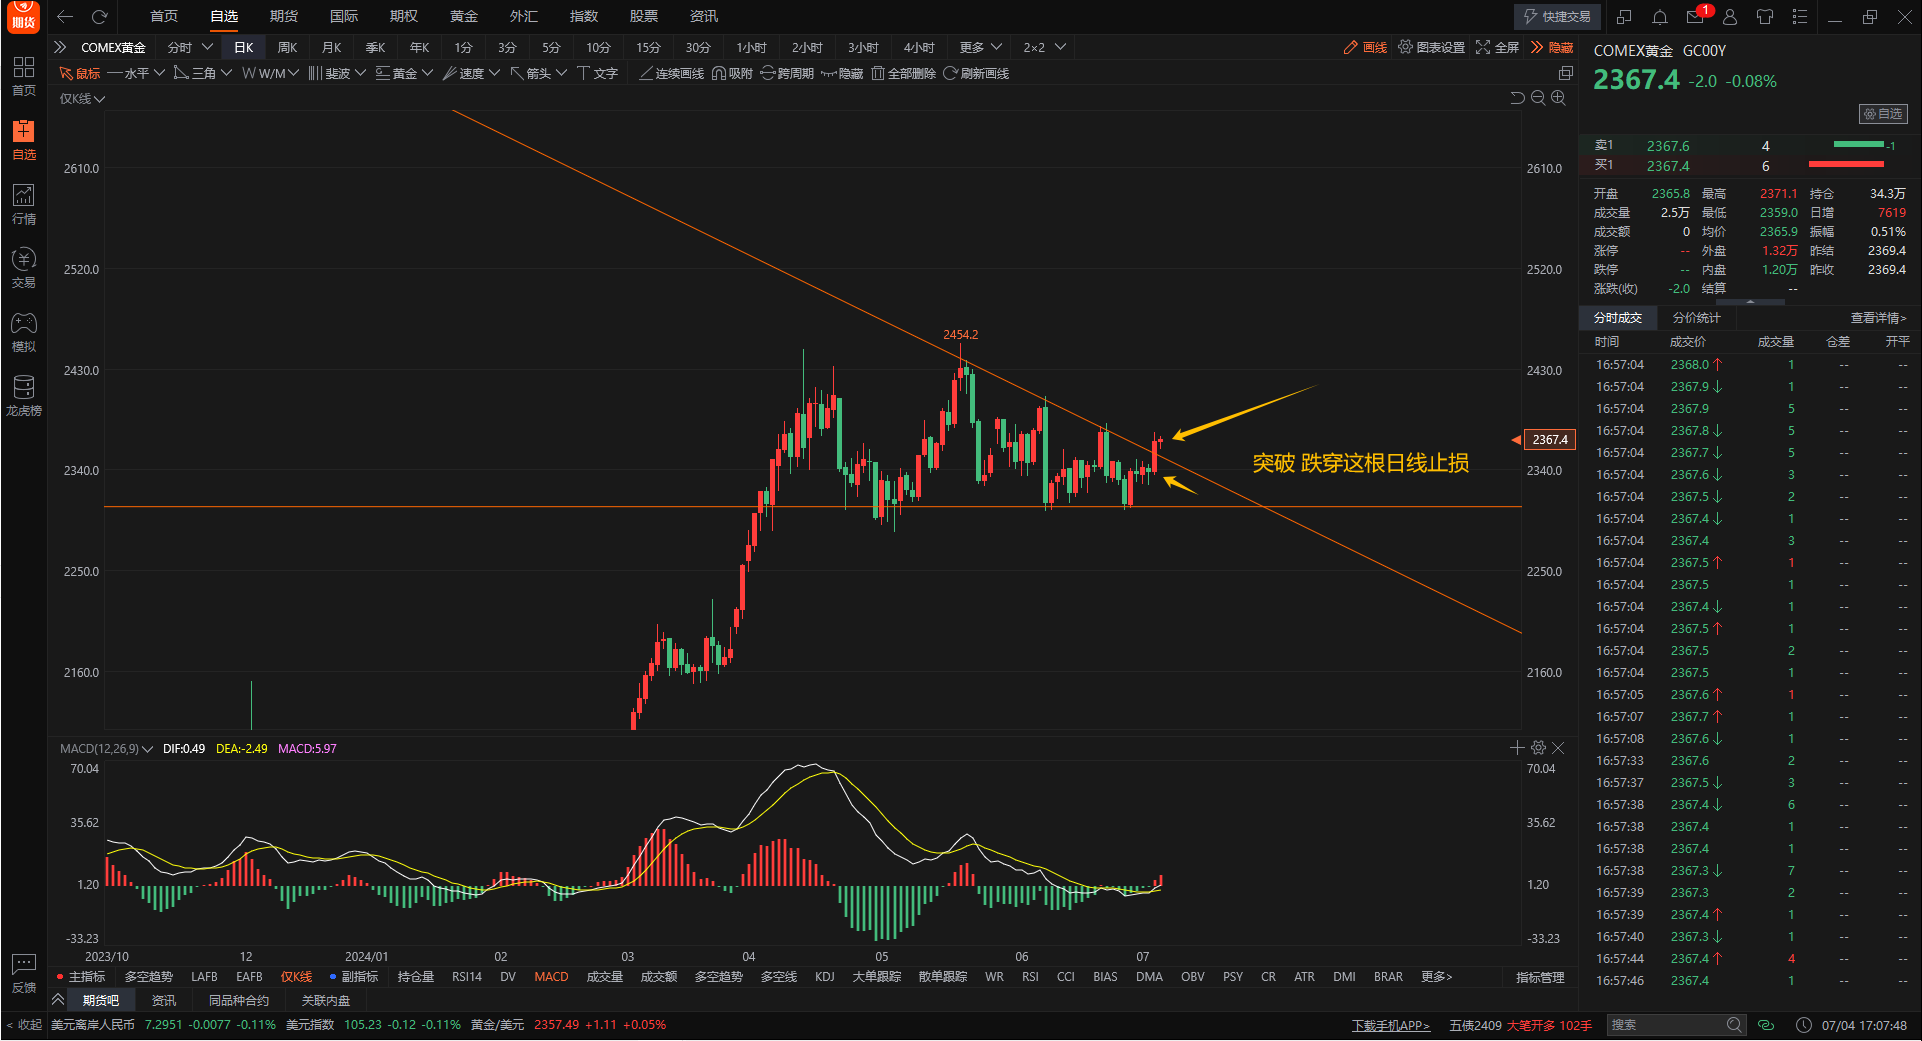 期货
首页 自选 期货 国际 期权 黄金 外汇 指数 股票 资讯
快捷交易 1
COMEX黄金 分时 日K 周K 月K 季K 年K 1分 3分 5分 10分 15分 30分 1小时 2小时 3小时 4小时 更多 2×2
画线 图表设置 全屏 隐藏
鼠标 水平 三角 W/M 斐波 黄金 速度 箭头 文字 连续画线 吸附 跨周期 隐藏 全部删除 刷新画线
仅K线
首页
自选
行情
交易
模拟
龙虎榜
反馈
< 收起
2610.0 2610.0
2520.0 2520.0
2454.2
2430.0 2430.0
2367.4
突破 跌穿这根日线止损
2340.0 2340.0
2250.0 2250.0
2160.0 2160.0
MACD(12,26,9) DIF:0.49 DEA:-2.49 MACD:5.97
70.04 70.04
35.62 35.62
1.20 1.20
-33.23 -33.23
2023/10 12 2024/01 02 03 04 05 06 07
主指标 多空趋势 LAFB EAFB 仅K线 副指标 持仓量 RSI14 DV MACD 成交量 成交额 多空趋势 多空线 KDJ 大单跟踪 散单跟踪 WR RSI CCI BIAS DMA OBV PSY CR ATR DMI BRAR 更多> 指标管理
期货吧 资讯 同品种合约 关联内盘
COMEX黄金 GC00Y
2367.4 -2.0 -0.08%
自选
卖1 2367.6 4 -1
买1 2367.4 6
开盘 2365.8 最高 2371.1 持仓 34.3万
成交量 2.5万 最低 2359.0 日增 7619
成交额 0 均价 2365.9 振幅 0.51%
涨停 -- 外盘 1.32万 昨结 2369.4
跌停 -- 内盘 1.20万 昨收 2369.4
涨跌(收) -2.0 结算 --
分时成交 分价统计 查看详情>
时间 成交价 成交量 仓差 开平
16:57:04 2368.0↑ 1 -- --
16:57:04 2367.9↓ 1 -- --
16:57:04 2367.9 5 -- --
16:57:04 2367.8↓ 5 -- --
16:57:04 2367.7↓ 5 -- --
16:57:04 2367.6↓ 3 -- --
16:57:04 2367.5↓ 2 -- --
16:57:04 2367.4↓ 1 -- --
16:57:04 2367.4 3 -- --
16:57:04 2367.5↑ 1 -- --
16:57:04 2367.5 1 -- --
16:57:04 2367.4↓ 1 -- --
16:57:04 2367.5↑ 1 -- --
16:57:04 2367.5 2 -- --
16:57:04 2367.5 1 -- --
16:57:05 2367.6↑ 1 -- --
16:57:07 2367.7↑ 1 -- --
16:57:08 2367.6↓ 1 -- --
16:57:33 2367.6 2 -- --
16:57:37 2367.5↓ 3 -- --
16:57:38 2367.4↓ 6 -- --
16:57:38 2367.4 1 -- --
16:57:38 2367.4 1 -- --
16:57:38 2367.3↓ 7 -- --
16:57:39 2367.3 2 -- --
16:57:39 2367.4↑ 1 -- --
16:57:40 2367.3↓ 1 -- --
16:57:44 2367.4↑ 4 -- --
16:57:46 2367.4 1 -- --
美元离岸人民币 7.2951 -0.0077 -0.11% 美元指数 105.23 -0.12 -0.11% 黄金/美元 2357.49 +1.11 +0.05% 下载手机APP> 五债2409 大笔开多 102手 搜索 07/04 17:07:48